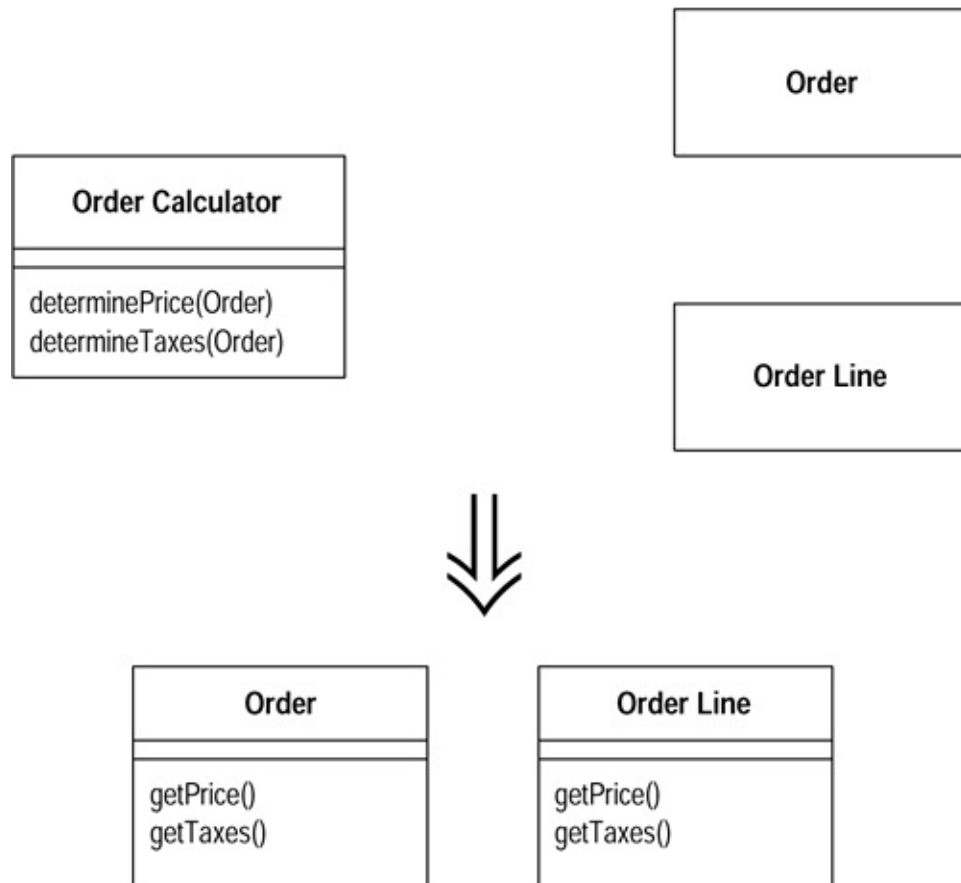 Order
Order Calculator
determinePrice(Order)
determineTaxes(Order)
Order Line
Order
getPrice()
getTaxes()
Order Line
getPrice()
getTaxes()